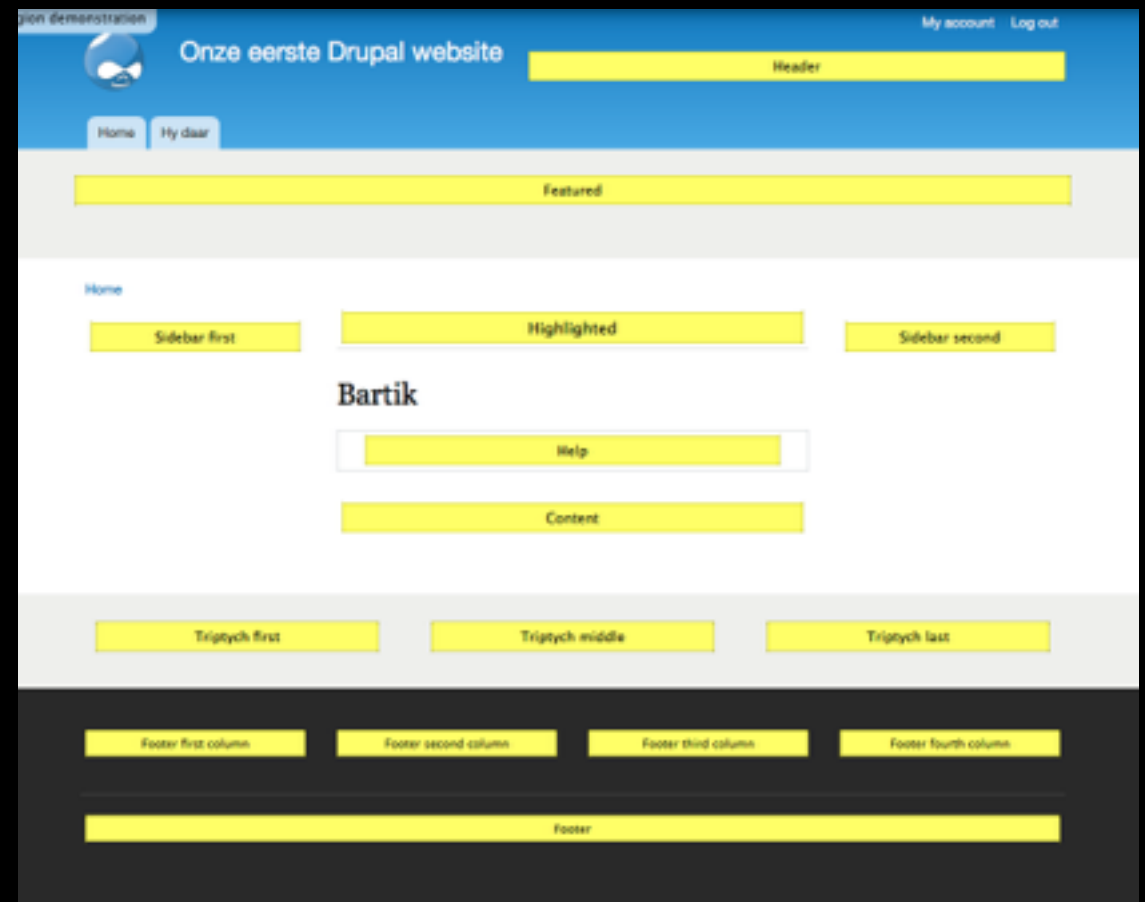 gion demonstration
My account Log out
Onze eerste Drupal website
Header
Home Hy daar
Featured
Home
Sidebar first Highlighted Sidebar second
Bartik
Help
Content
Triptych first Triptych middle Triptych last
Footer first column Footer second column Footer third column Footer fourth column
Footer